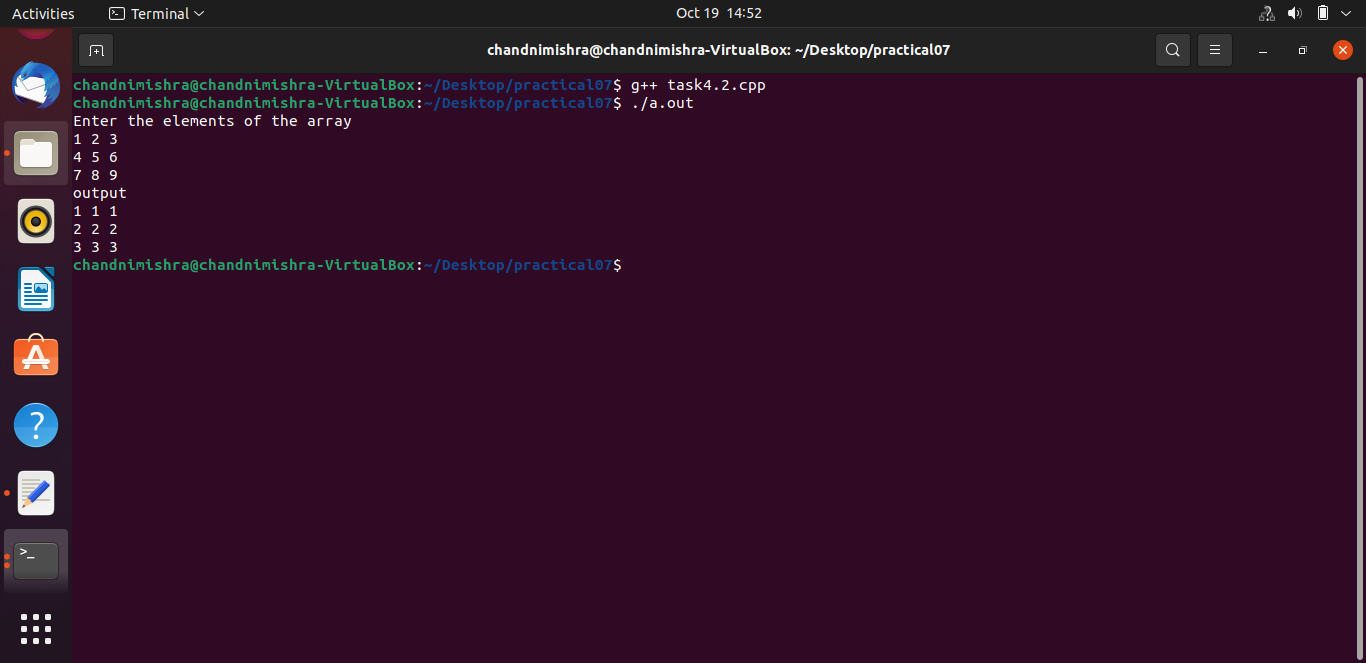 Activities Terminal Oct 19 14:52
chandnimishra@chandnimishra-VirtualBox: ~/Desktop/practical07
chandnimishra@chandnimishra-VirtualBox:~/Desktop/practical07$ g++ task4.2.cpp
chandnimishra@chandnimishra-VirtualBox:~/Desktop/practical07$ ./a.out
Enter the elements of the array
1 2 3
4 5 6
7 8 9
output
1 1 1
2 2 2
3 3 3
chandnimishra@chandnimishra-VirtualBox:~/Desktop/practical07$